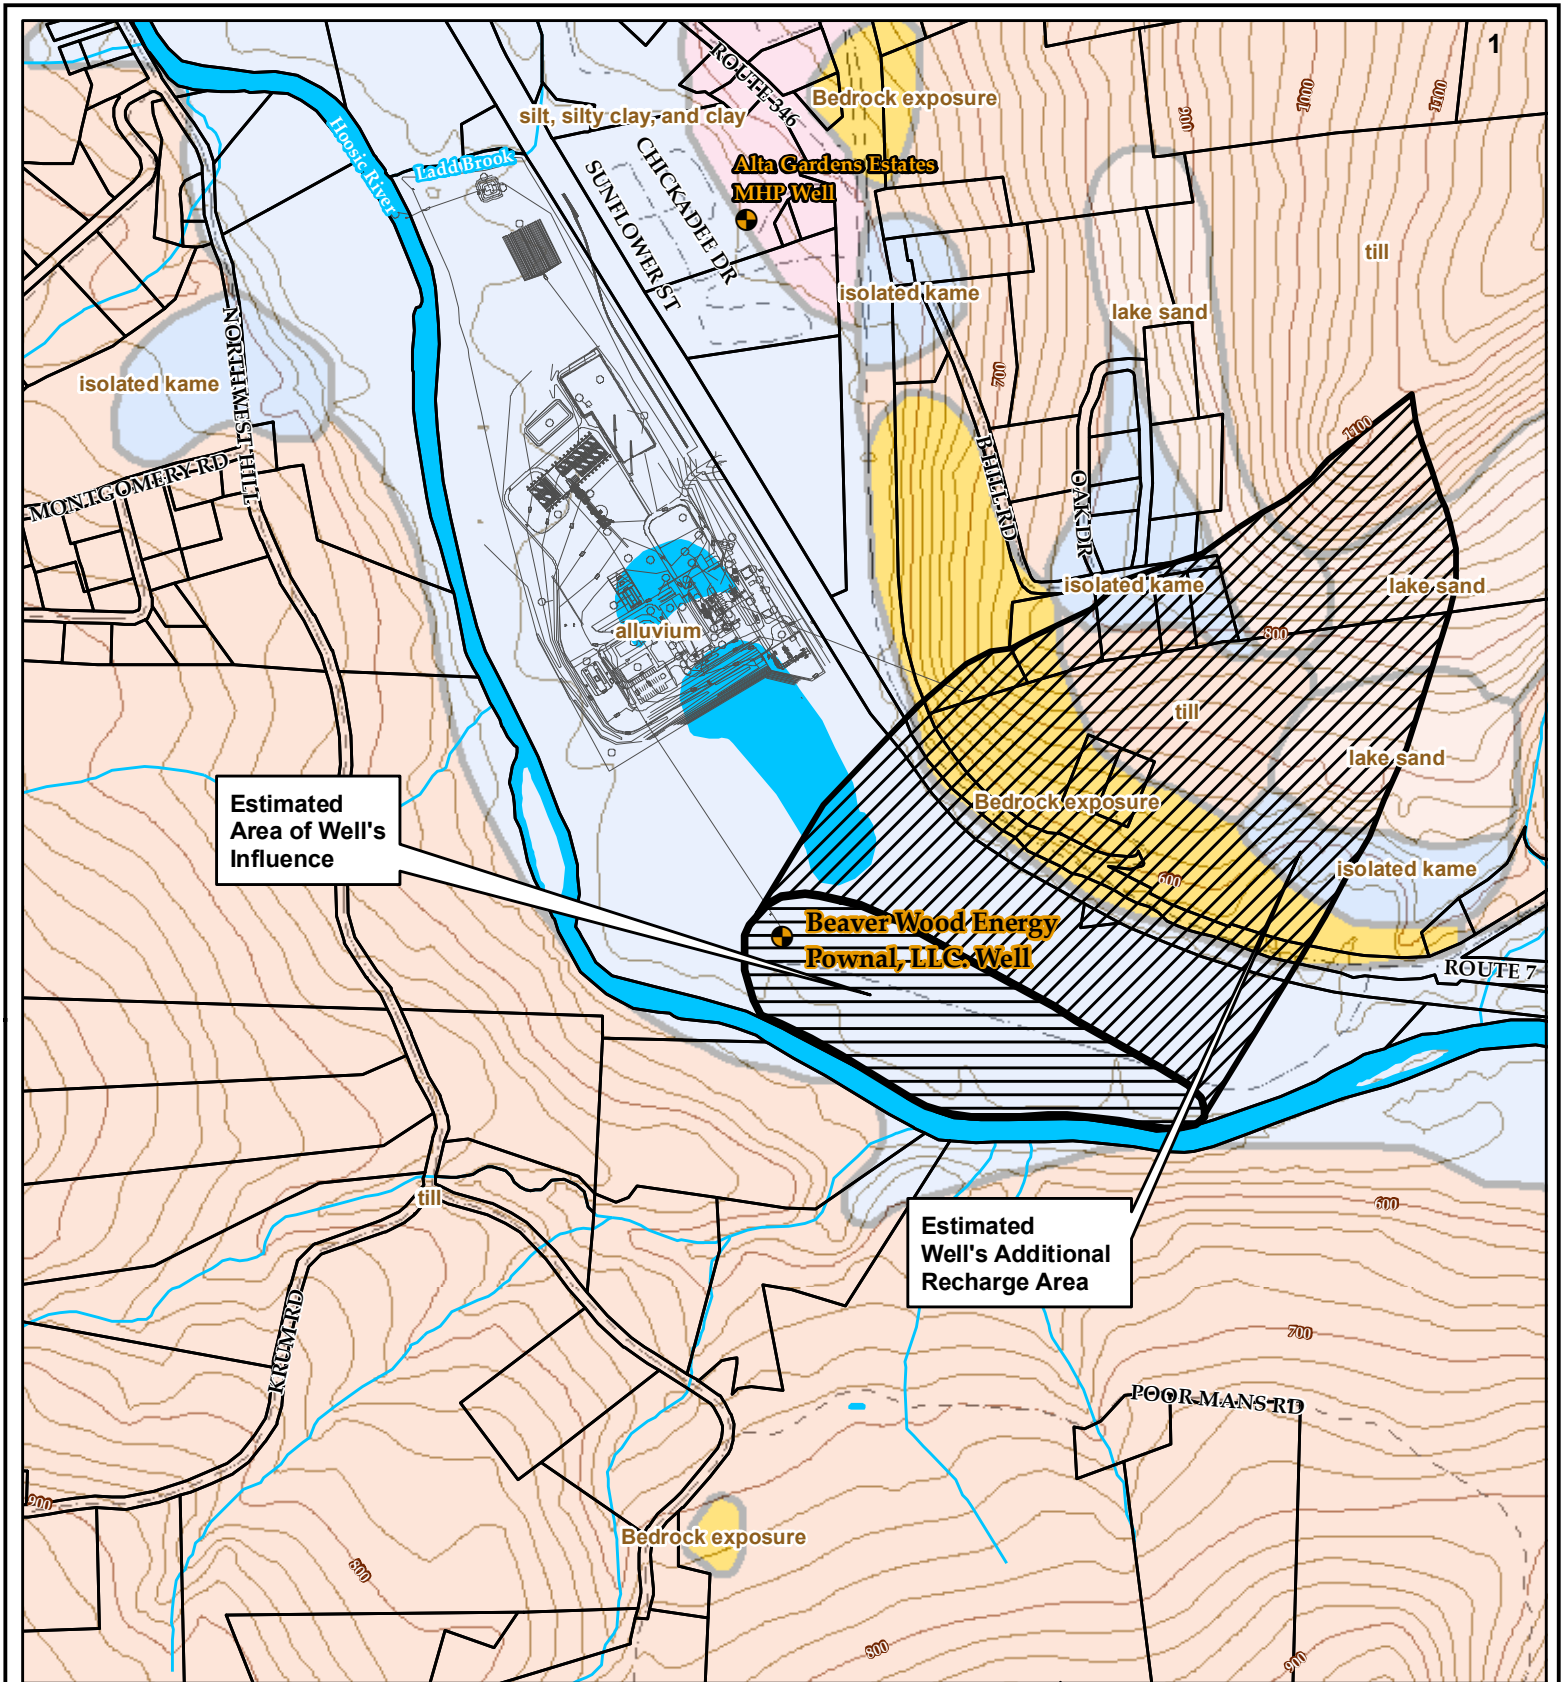 1
ROUTE 346
1000
1100
900
Bedrock exposure
silt, silty clay, and clay
Hoosic River
Ladd Brook
CHICKADEE DR
SUNFLOWER ST
Alta Gardens Estates
MHP Well
till
isolated kame
lake sand
700
isolated kame
NORTHWEST HILL
MONTGOMERY RD
1100
B HILL RD
OAK DR
isolated kame
lake sand
alluvium
800
till
lake sand
Estimated
Area of Well's
Influence
Bedrock exposure
isolated kame
600
Beaver Wood Energy
Pownal, LLC. Well
ROUTE 7
till
600
Estimated
Well's Additional
Recharge Area
KRUM RD
700
POOR MANS RD
900
Bedrock exposure
800
800
900